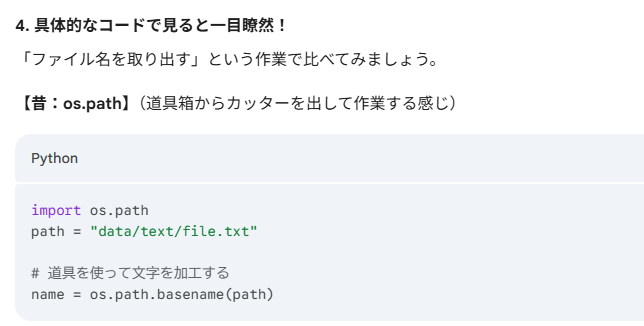 4. 具体的なコードで見ると一目瞭然！
「ファイル名を取り出す」という作業で比べてみましょう。
【昔：os.path】（道具箱からカッターを出して作業する感じ）
Python
import os.path
path = "data/text/file.txt"
# 道具を使って文字を加工する
name = os.path.basename(path)